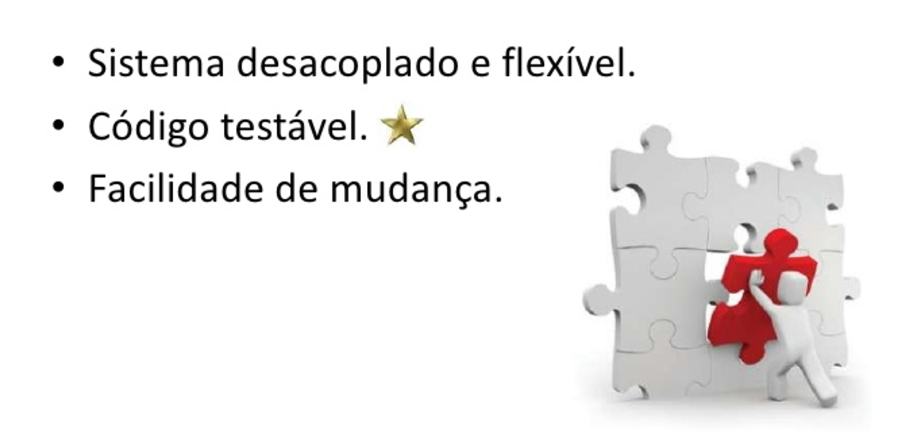 • Sistema desacoplado e flexível.
• Código testável.
• Facilidade de mudança.